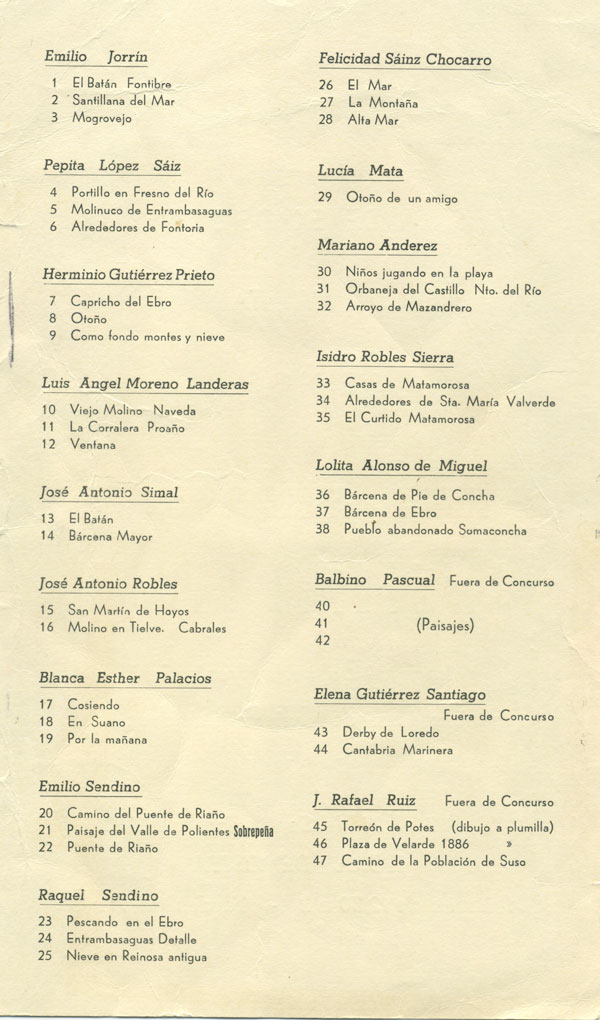 Emilio Jorrín
1 El Batán Fontibre
2 Santillana del Mar
3 Mogrovejo
Pepita López Sáiz
4 Portillo en Fresno del Río
5 Molinuco de Entrambasaguas
6 Alrededores de Fontoria
Herminio Gutiérrez Prieto
7 Capricho del Ebro
8 Otoño
9 Como fondo montes y nieve
Luis Angel Moreno Landeras
10 Viejo Molino Naveda
11 La Corralera Proaño
12 Ventana
José Antonio Simal
13 El Batán
14 Bárcena Mayor
José Antonio Robles
15 San Martín de Hoyos
16 Molino en Tielve. Cabrales
Blanca Esther Palacios
17 Cosiendo
18 En Suano
19 Por la mañana
Emilio Sendino
20 Camino del Puente de Riaño
21 Paisaje del Valle de Polientes Sobrepeña
22 Puente de Riaño
Raquel Sendino
23 Pescando en el Ebro
24 Entrambasaguas Detalle
25 Nieve en Reinosa antigua
Felicidad Sáinz Chocarro
26 El Mar
27 La Montaña
28 Alta Mar
Lucía Mata
29 Otoño de un amigo
Mariano Anderez
30 Niños jugando en la playa
31 Orbaneja del Castillo Nto. del Río
32 Arroyo de Mazandrero
Isidro Robles Sierra
33 Casas de Matamorosa
34 Alrededores de Sta. María Valverde
35 El Curtido Matamorosa
Lolita Alonso de Miguel
36 Bárcena de Pie de Concha
37 Bárcena de Ebro
38 Pueblo abandonado Somaconcha
Balbino Pascual Fuera de Concurso
40
41 (Paisajes)
42
Elena Gutiérrez Santiago
Fuera de Concurso
43 Derby de Loredo
44 Cantabria Marinera
J. Rafael Ruiz Fuera de Concurso
45 Torreón de Potes (dibujo a plumilla)
46 Plaza de Velarde 1886 »
47 Camino de la Población de Suso